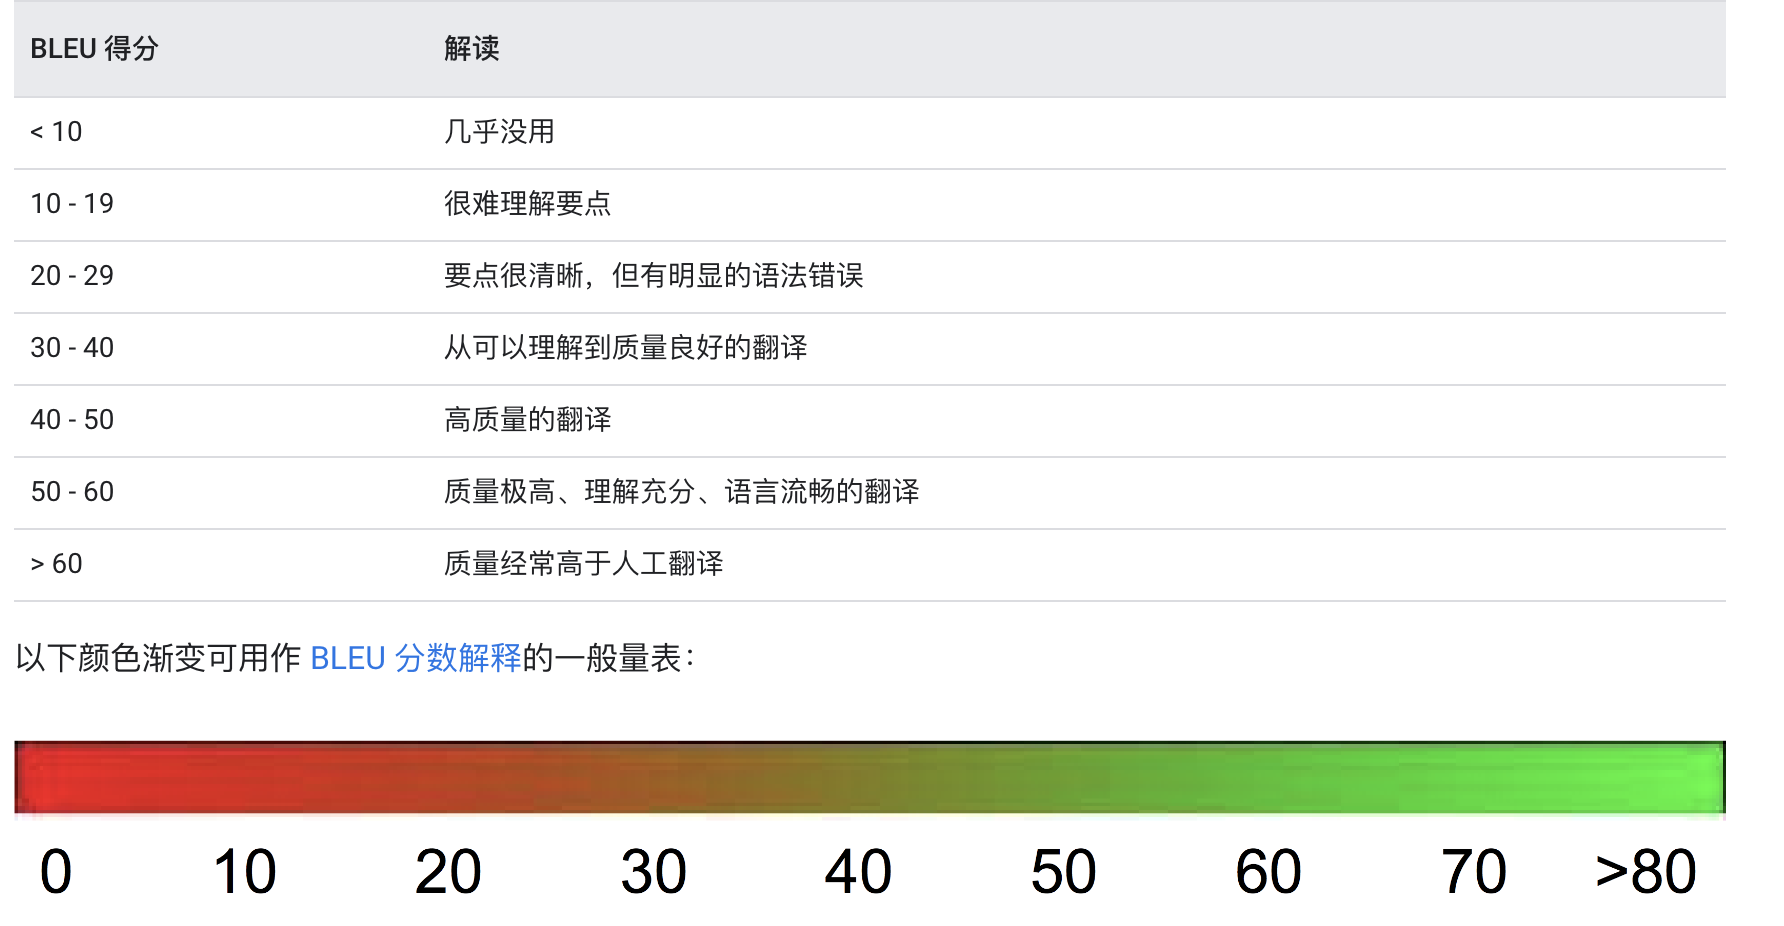 BLEU 得分 解读
< 10 几乎没用
10 - 19 很难理解要点
20 - 29 要点很清晰，但有明显的语法错误
30 - 40 从可以理解到质量良好的翻译
40 - 50 高质量的翻译
50 - 60 质量极高、理解充分、语言流畅的翻译
> 60 质量经常高于人工翻译
以下颜色渐变可用作 BLEU 分数解释的一般量表：
0 10 20 30 40 50 60 70 >80